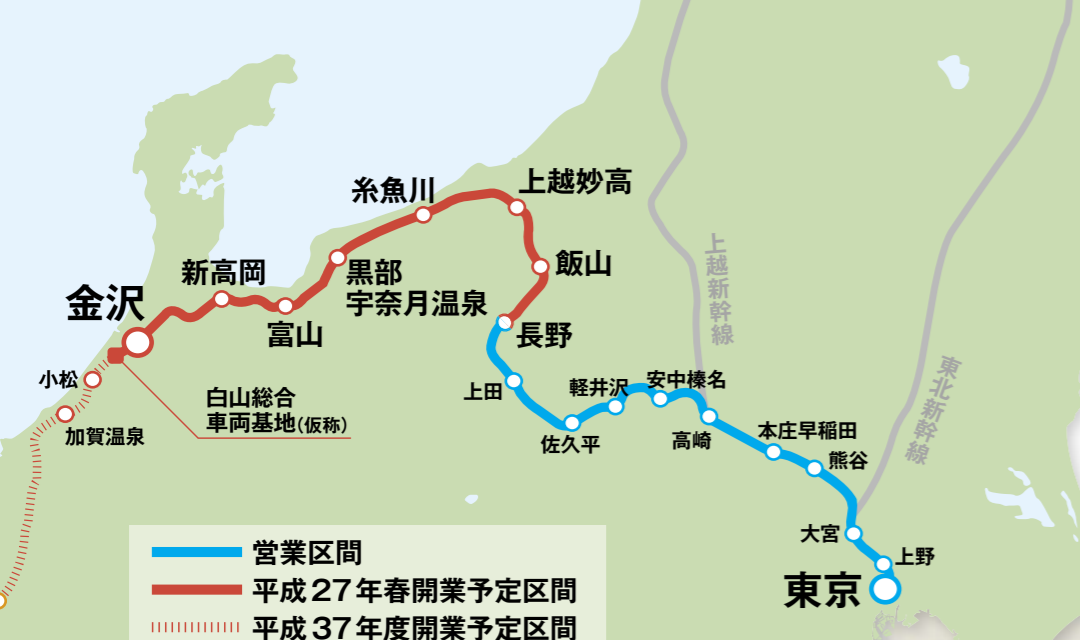 上越妙高
糸魚川
飯山
新高岡
黒部
宇奈月温泉
金沢
富山
長野
上越新幹線
東北新幹線
小松
白山総合
車両基地(仮称)
加賀温泉
上田
軽井沢
安中榛名
佐久平
高崎
本庄早稲田
熊谷
大宮
上野
東京
営業区間
平成27年春開業予定区間
平成37年度開業予定区間